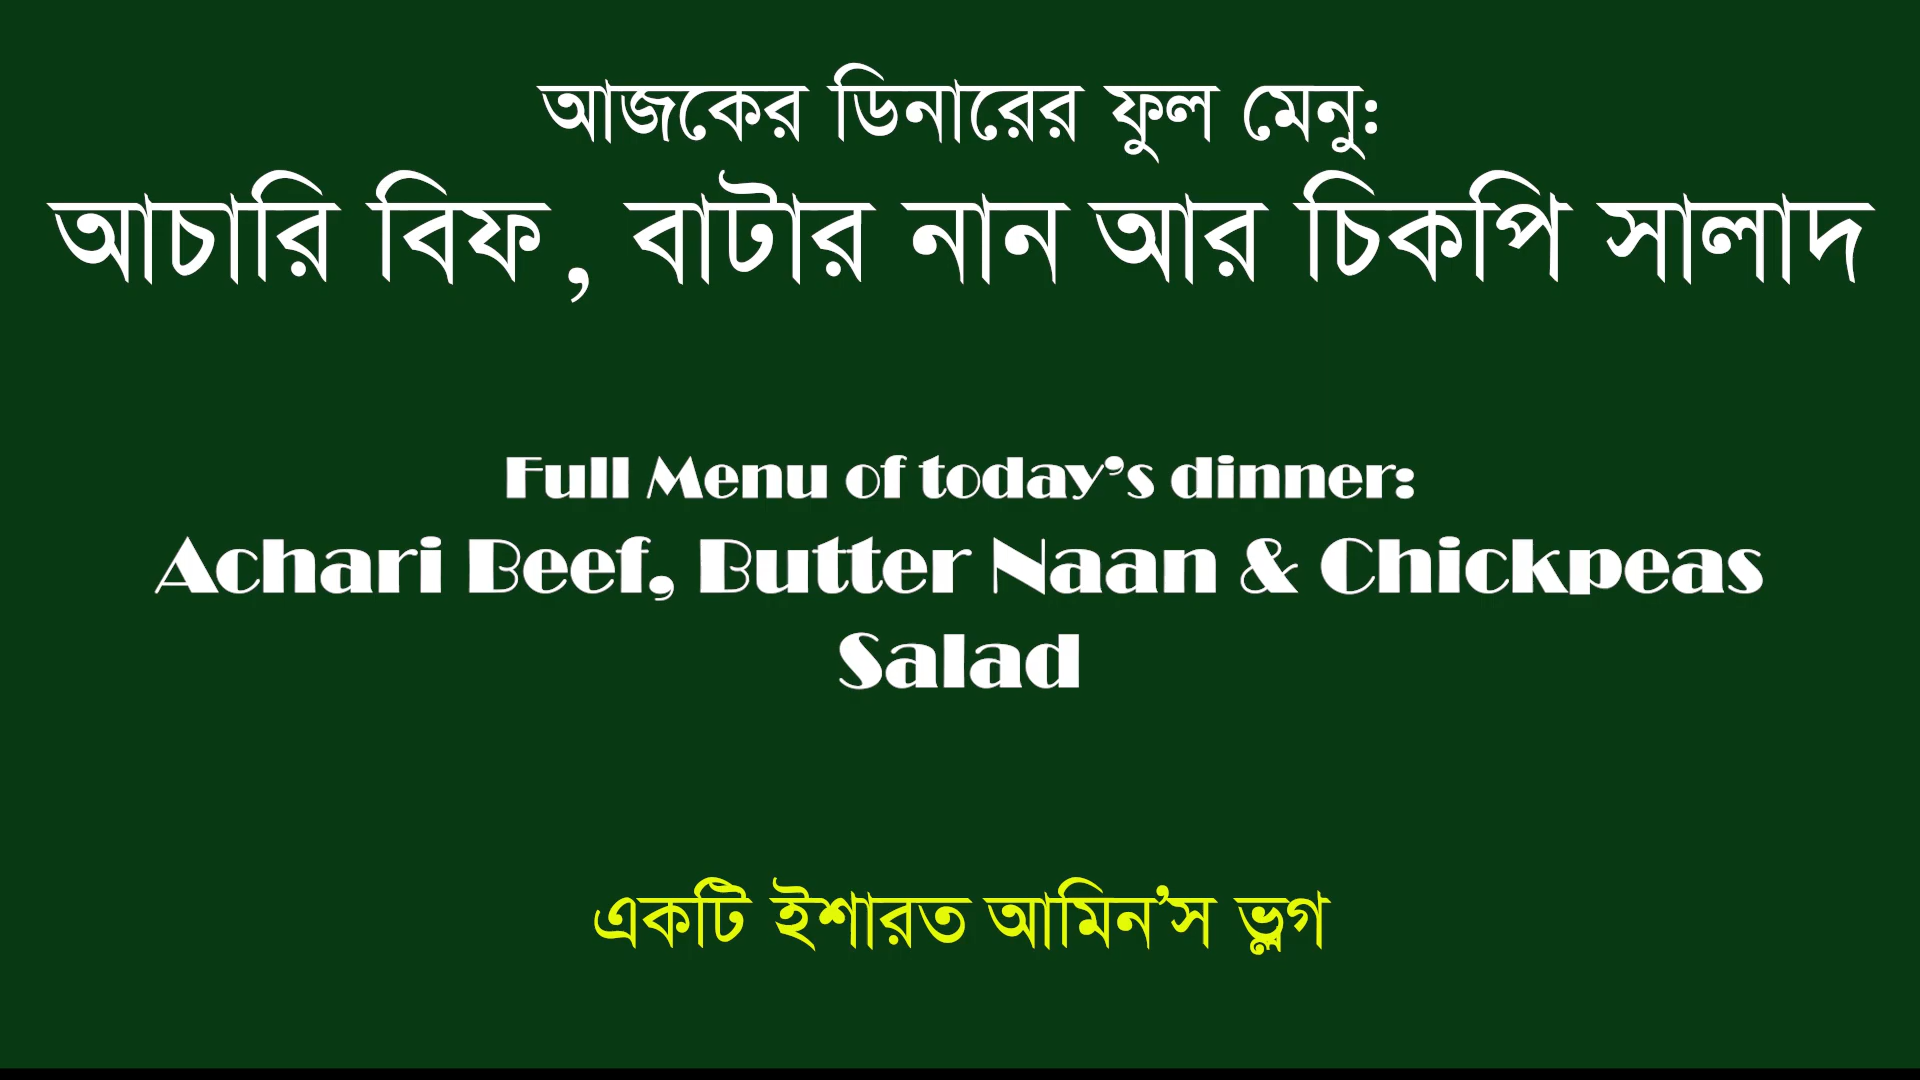 আজকের ডিনারের ফুল মেনু:
আচারি বিফ, বাটার নান আর চিকপি সালাদ
Full Menu of today’s dinner:
Achari Beef, Butter Naan & Chickpeas
Salad
একটি ইশারত আমিন’স ভ্লগ